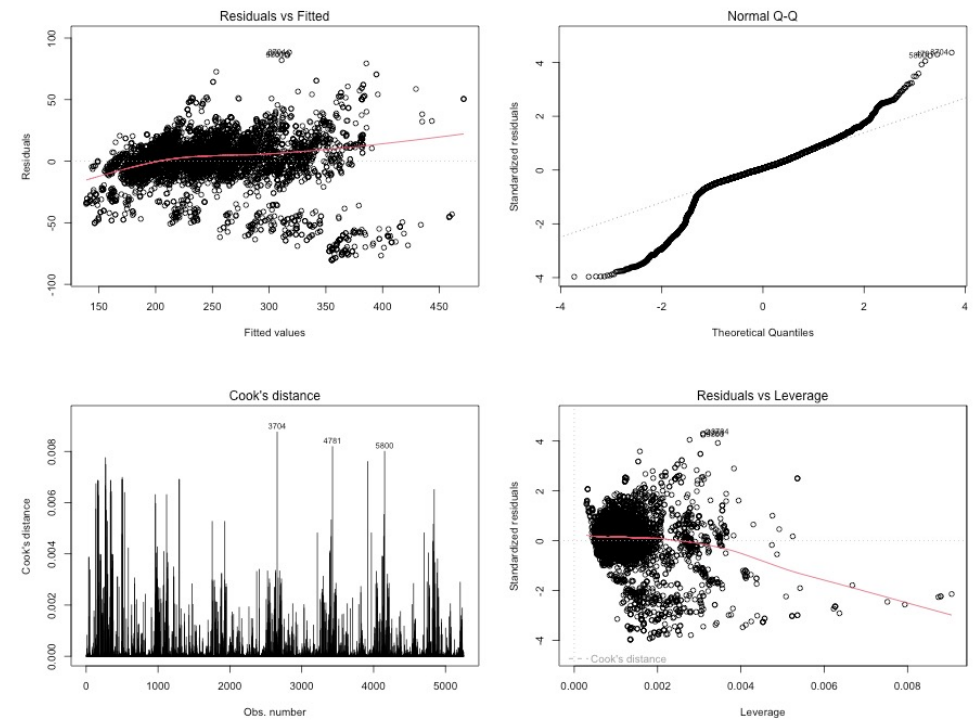 Residuals vs Fitted
Residuals
100
50
0
-50
-100
150 200 250 300 350 400 450
Fitted values
Normal Q-Q
3704
Standardized residuals
4
2
0
-2
-4
-4 -2 0 2 4
Theoretical Quantiles
Cook's distance
3704
4781
5800
Cook's distance
0.008
0.006
0.004
0.002
0.000
0 1000 2000 3000 4000 5000
Obs. number
Residuals vs Leverage
Standardized residuals
4
2
0
-2
-4
Cook's distance
0.000 0.002 0.004 0.006 0.008
Leverage